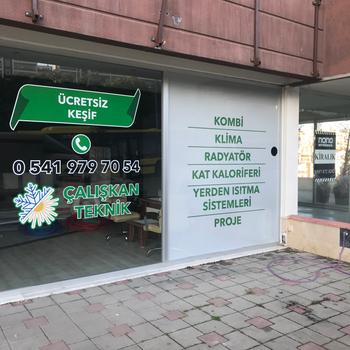 ÜCRETSİZ
KEŞİF
0 541 979 70 54
ÇALIŞKAN
TEKNİK
KOMBİ
KLİMA
RADYATÖR
KAT KALORİFERİ
YERDEN ISITMA
SİSTEMLERİ
PROJE
nono
KİRALIK